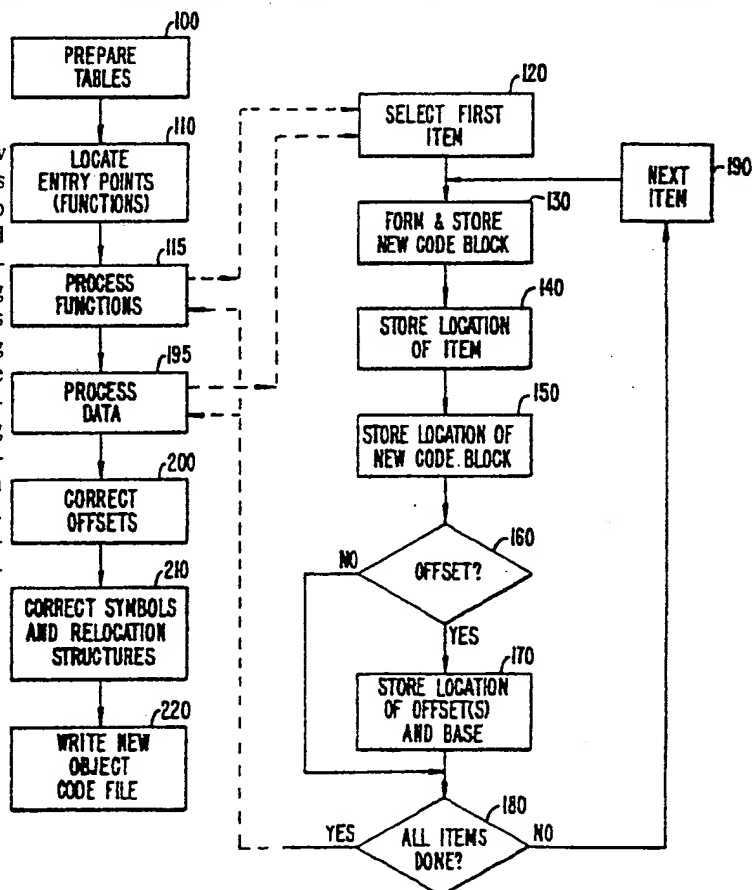 100
PREPARE
TABLES
110
LOCATE
ENTRY POINTS
(FUNCTIONS)
115
PROCESS
FUNCTIONS
195
PROCESS
DATA
200
CORRECT
OFFSETS
210
CORRECT SYMBOLS
AND RELOCATION
STRUCTURES
220
WRITE NEW
OBJECT
CODE FILE
120
SELECT FIRST
ITEM
190
NEXT
ITEM
130
FORM & STORE
NEW CODE BLOCK
140
STORE LOCATION
OF ITEM
150
STORE LOCATION OF
NEW CODE BLOCK
160
NO
OFFSET?
YES
170
STORE LOCATION
OF OFFSET(S)
AND BASE
180
YES
ALL ITEMS
DONE?
NO